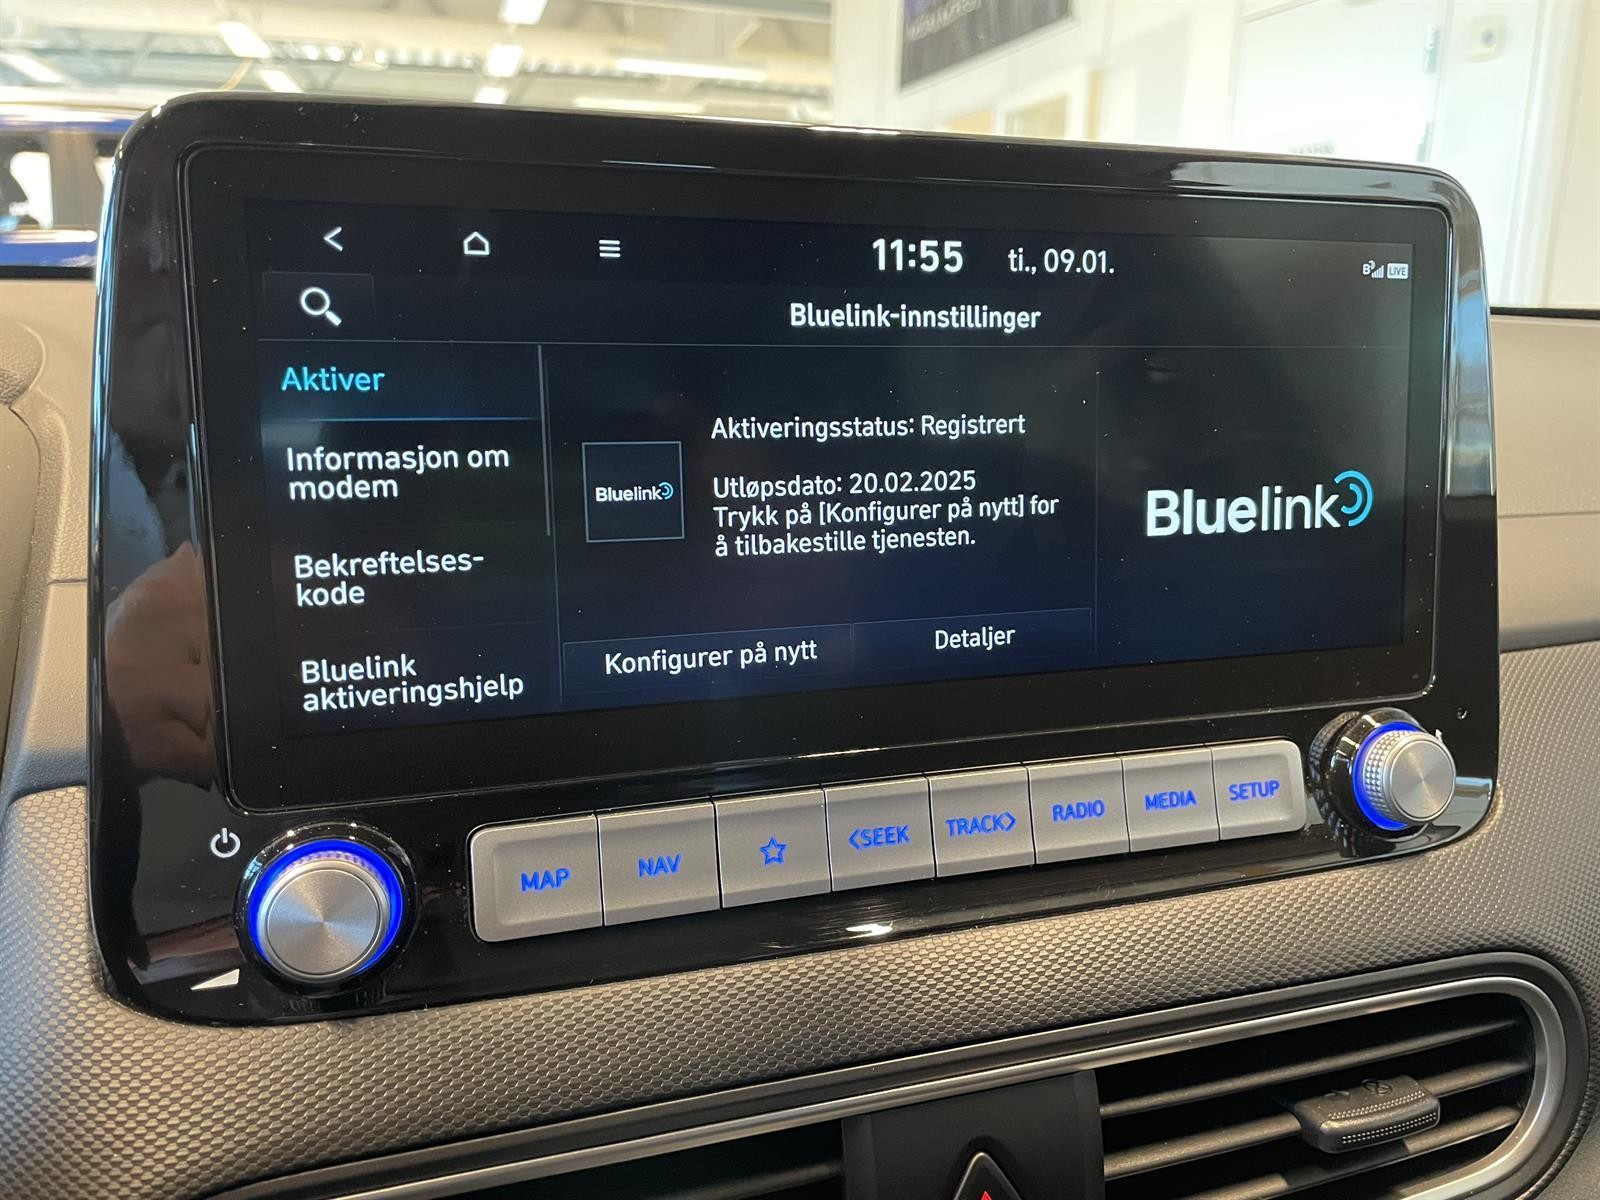 11:55 ti., 09.01.
B LIVE
Bluelink-innstillinger
Aktiver
Informasjon om
modem
Bekreftelses-
kode
Bluelink
aktiveringshjelp
Bluelink
Aktiveringsstatus: Registrert
Utløpsdato: 20.02.2025
Trykk på [Konfigurer på nytt] for
å tilbakestille tjenesten.
Konfigurer på nytt
Detaljer
Bluelink
MAP
NAV
<SEEK
TRACK>
RADIO
MEDIA
SETUP